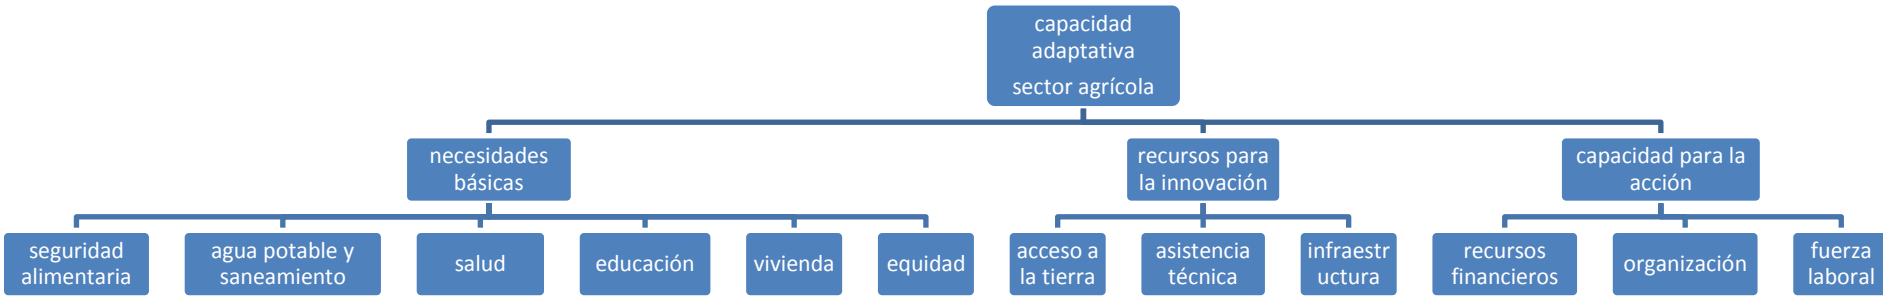 capacidad
adaptativa
sector agrícola
necesidades
básicas
recursos para
la innovación
capacidad para la
acción
seguridad
alimentaria
agua potable y
saneamiento
salud
educación
vivienda
equidad
acceso a
la tierra
asistencia
técnica
infraestr
uctura
recursos
financieros
organización
fuerza
laboral